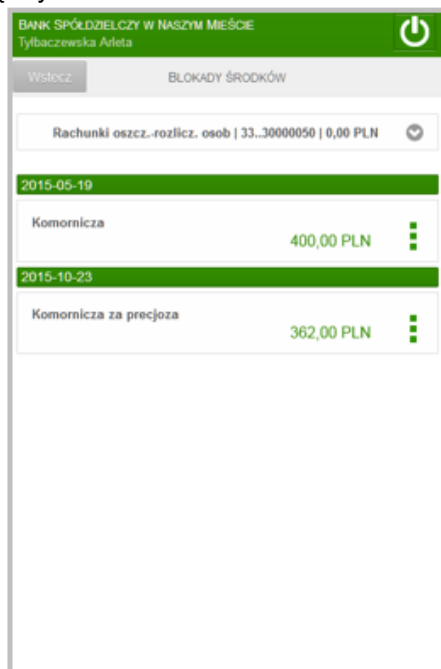 BANK SPÓŁDZIELCZY W NASZYM MIEŚCIE
Tyłbaczewska Arleta
Wstecz
BLOKADY ŚRODKÓW
Rachunki oszcz.-rozlicz. osob | 33..30000050 | 0,00 PLN
2015-05-19
Komornicza
400,00 PLN
2015-10-23
Komornicza za precjoza
362,00 PLN